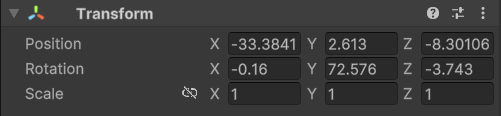 Transform
Position X -33.3841 Y 2.613 Z -8.30106
Rotation X -0.16 Y 72.576 Z -3.743
Scale X 1 Y 1 Z 1